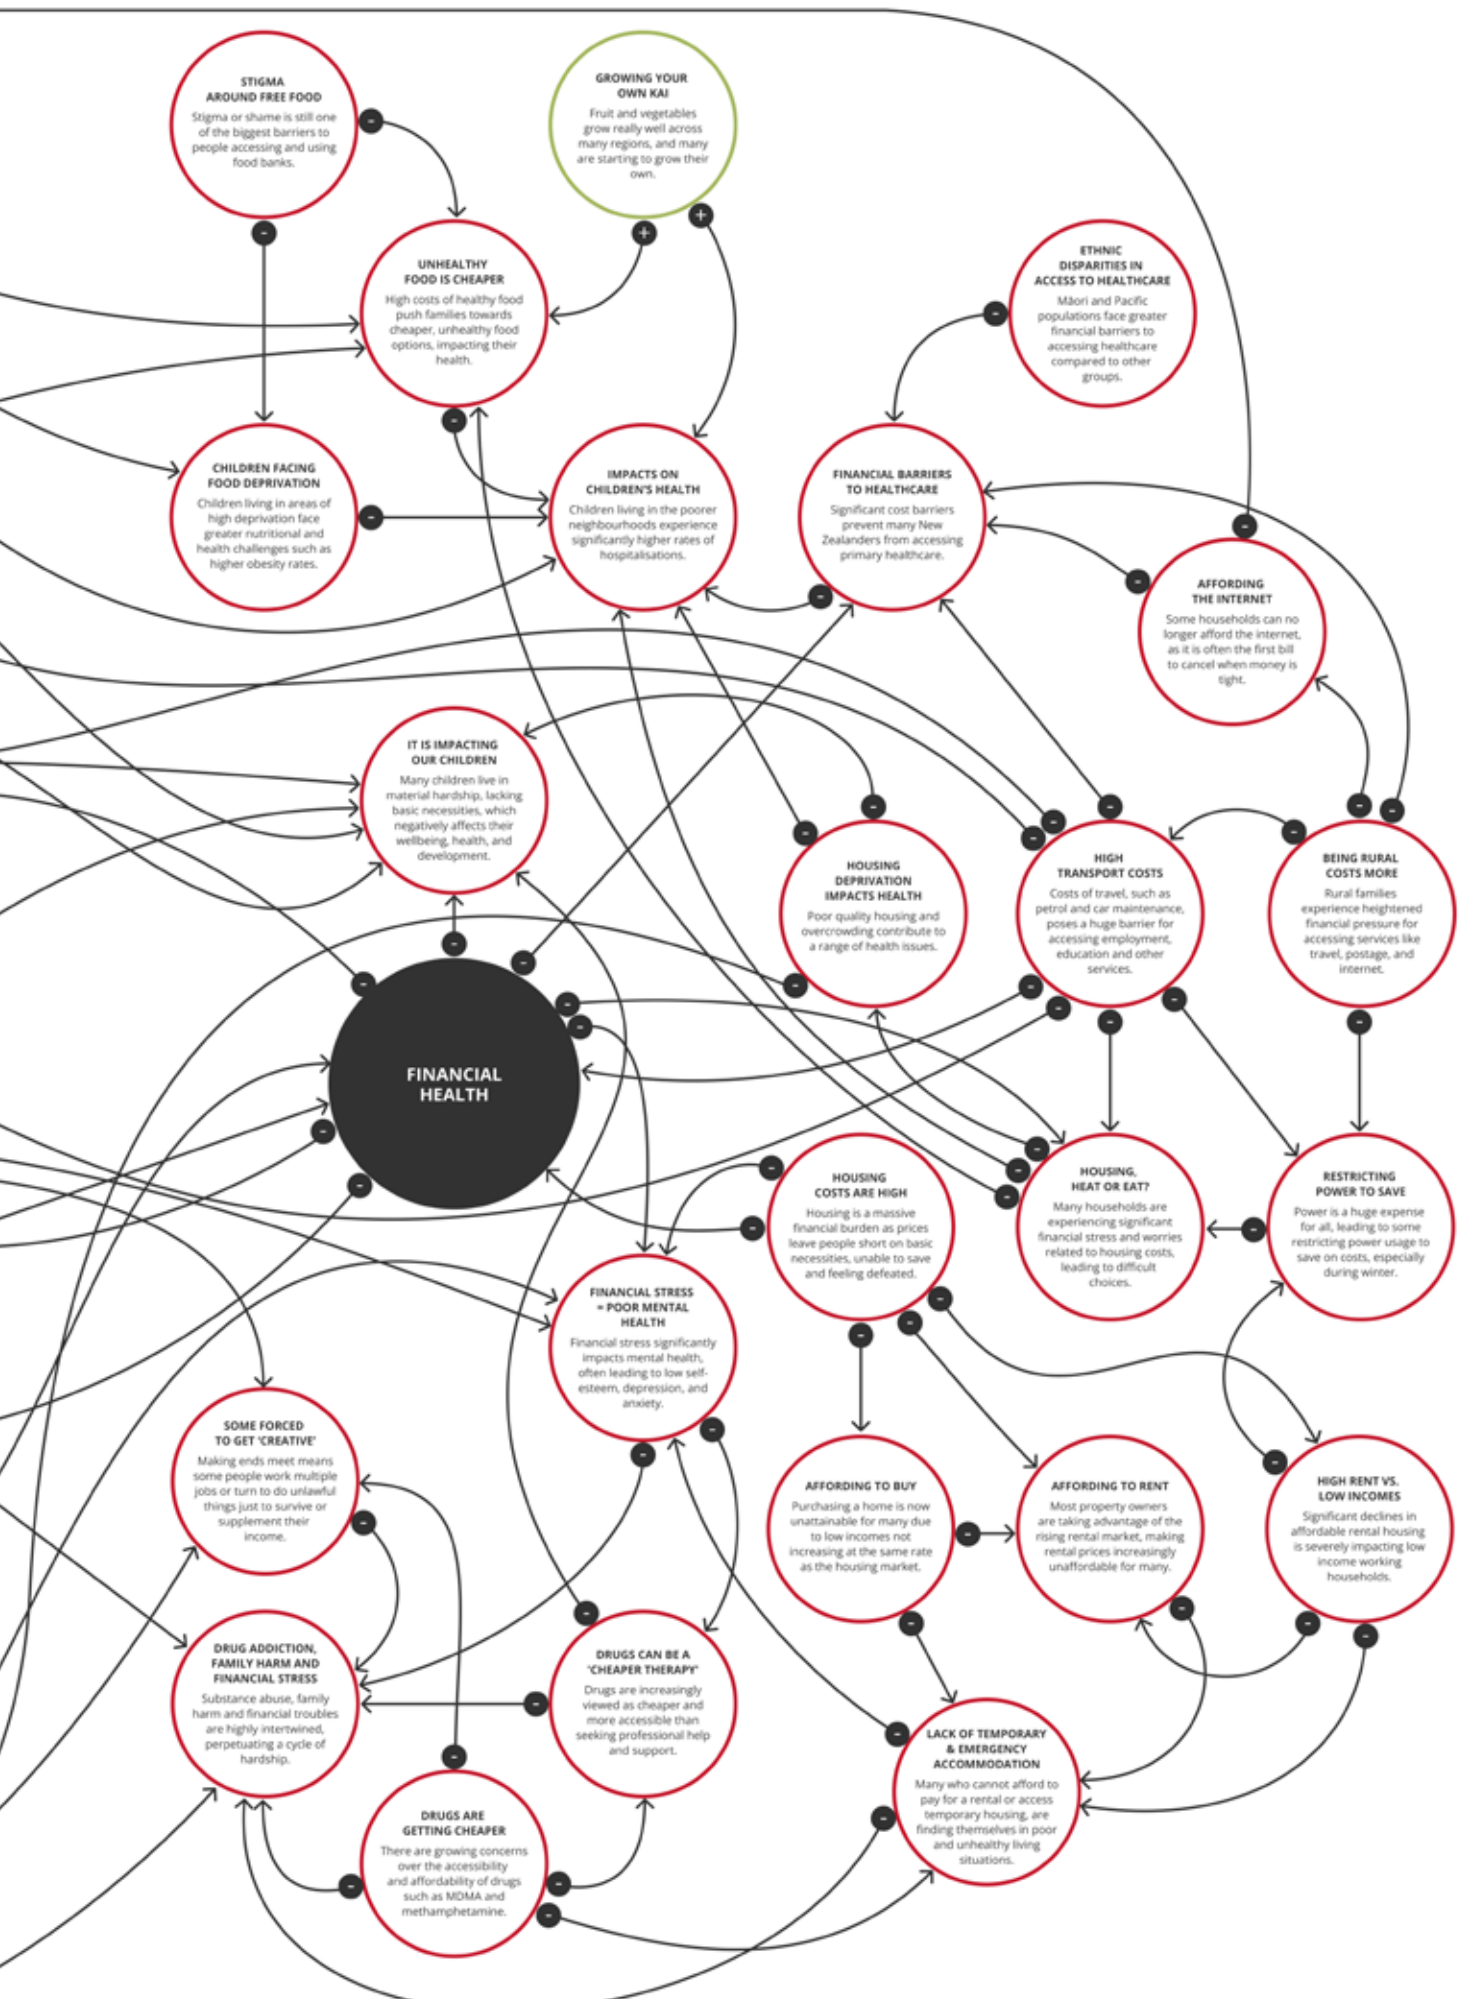 STIGMA
AROUND FREE FOOD
Stigma or shame is still one
of the biggest barriers to
people accessing and using
food banks.
GROWING YOUR
OWN KAI
Fruit and vegetables
grow really well across
many regions, and many
are starting to grow their
own.
UNHEALTHY
FOOD IS CHEAPER
High costs of healthy food
push families towards
cheaper, unhealthy food
options, impacting their
health.
ETHNIC
DISPARITIES IN
ACCESS TO HEALTHCARE
Māori and Pacific
populations face greater
financial barriers to
accessing healthcare
compared to other
groups.
CHILDREN FACING
FOOD DEPRIVATION
Children living in areas of
high deprivation face
greater nutritional and
health challenges such as
higher obesity rates.
IMPACTS ON
CHILDREN'S HEALTH
Children living in the poorer
neighbourhoods experience
significantly higher rates of
hospitalisations.
FINANCIAL BARRIERS
TO HEALTHCARE
Significant cost barriers
prevent many New
Zealanders from accessing
primary healthcare.
AFFORDING
THE INTERNET
Some households can no
longer afford the internet,
as it is often the first bill
to cancel when money is
tight.
IT IS IMPACTING
OUR CHILDREN
Many children live in
material hardship, lacking
basic necessities, which
negatively affects their
wellbeing, health, and
development.
HOUSING
DEPRIVATION
IMPACTS HEALTH
Poor quality housing and
overcrowding contribute to
a range of health issues.
HIGH
TRANSPORT COSTS
Costs of travel, such as
petrol and car maintenance,
poses a huge barrier for
accessing employment,
education and other
services.
BEING RURAL
COSTS MORE
Rural families
experience heightened
financial pressure for
accessing services like
travel, postage, and
internet.
FINANCIAL
HEALTH
HOUSING
COSTS ARE HIGH
Housing is a massive
financial burden as prices
leave people short on basic
necessities, unable to save
and feeling defeated.
HOUSING,
HEAT OR EAT?
Many households are
experiencing significant
financial stress and worries
related to housing costs,
leading to difficult
choices.
RESTRICTING
POWER TO SAVE
Power is a huge expense
for all, leading to some
restricting power usage to
save on costs, especially
during winter.
FINANCIAL STRESS
= POOR MENTAL
HEALTH
Financial stress significantly
impacts mental health,
often leading to low self-
esteem, depression, and
anxiety.
SOME FORCED
TO GET 'CREATIVE'
Making ends meet means
some people work multiple
jobs or turn to do unlawful
things just to survive or
supplement their
income.
AFFORDING TO BUY
Purchasing a home is now
unattainable for many due
to low incomes not
increasing at the same rate
as the housing market.
AFFORDING TO RENT
Most property owners
are taking advantage of the
rising rental market, making
rental prices increasingly
unaffordable for many.
HIGH RENT VS.
LOW INCOMES
Significant declines in
affordable rental housing
is severely impacting low
income working
households.
DRUG ADDICTION,
FAMILY HARM AND
FINANCIAL STRESS
Substance abuse, family
harm and financial troubles
are highly intertwined,
perpetuating a cycle of
hardship.
DRUGS CAN BE A
'CHEAPER THERAPY'
Drugs are increasingly
viewed as cheaper and
more accessible than
seeking professional help
and support.
LACK OF TEMPORARY
& EMERGENCY
ACCOMMODATION
Many who cannot afford to
pay for a rental or access
temporary housing, are
finding themselves in poor
and unhealthy living
situations.
DRUGS ARE
GETTING CHEAPER
There are growing concerns
over the accessibility
and affordability of drugs
such as MDMA and
methamphetamine.